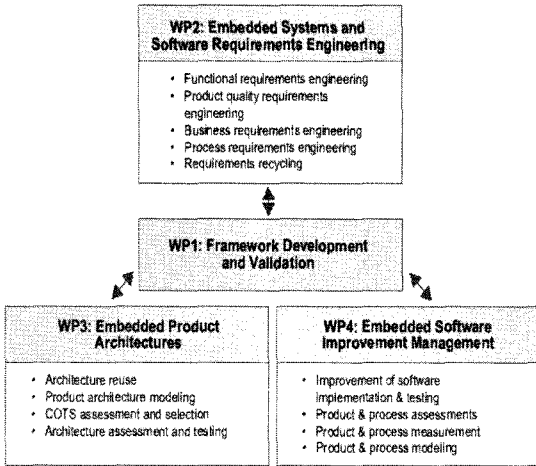 WP2: Embedded Systems and
Software Requirements Engineering
• Functional requirements engineering
• Product quality requirements
engineering
• Business requirements engineering
• Process requirements engineering
• Requirements recycling
WP1: Framework Development
and Validation
WP3: Embedded Product
Architectures
• Architecture reuse
• Product architecture modeling
• COTS assessment and selection
• Architecture assessment and testing
WP4: Embedded Software
Improvement Management
• Improvement of software
implementation & testing
• Product & process assessments
• Product & process measurement
• Product & process modeling